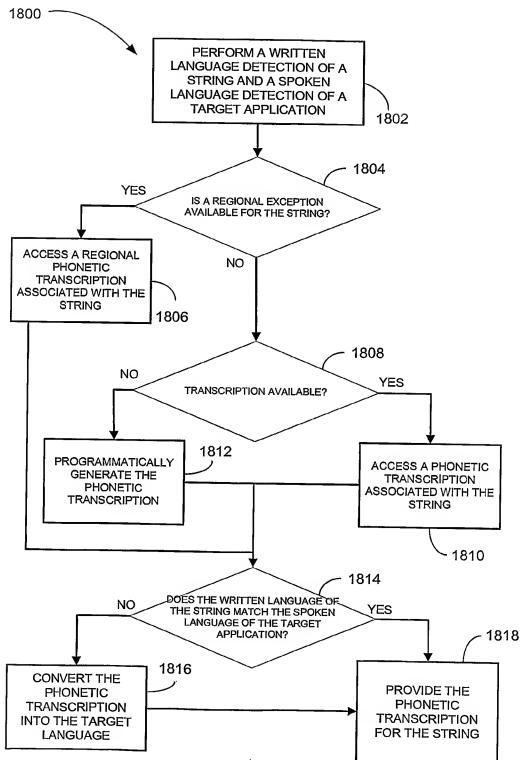 1800
PERFORM A WRITTEN
LANGUAGE DETECTION OF A
STRING AND A SPOKEN
LANGUAGE DETECTION OF A
TARGET APPLICATION
1802
1804
YES
IS A REGIONAL EXCEPTION
AVAILABLE FOR THE STRING?
ACCESS A REGIONAL
PHONETIC
TRANSCRIPTION
ASSOCIATED WITH THE
STRING
1806
NO
1808
NO
TRANSCRIPTION AVAILABLE?
YES
1812
PROGRAMMATICALLY
GENERATE THE
PHONETIC
TRANSCRIPTION
ACCESS A PHONETIC
TRANSCRIPTION
ASSOCIATED WITH THE
STRING
1810
1814
NO
DOES THE WRITTEN LANGUAGE OF
THE STRING MATCH THE SPOKEN
LANGUAGE OF THE TARGET
APPLICATION?
YES
1816
CONVERT THE
PHONETIC
TRANSCRIPTION
INTO THE TARGET
LANGUAGE
1818
PROVIDE THE
PHONETIC
TRANSCRIPTION
FOR THE STRING